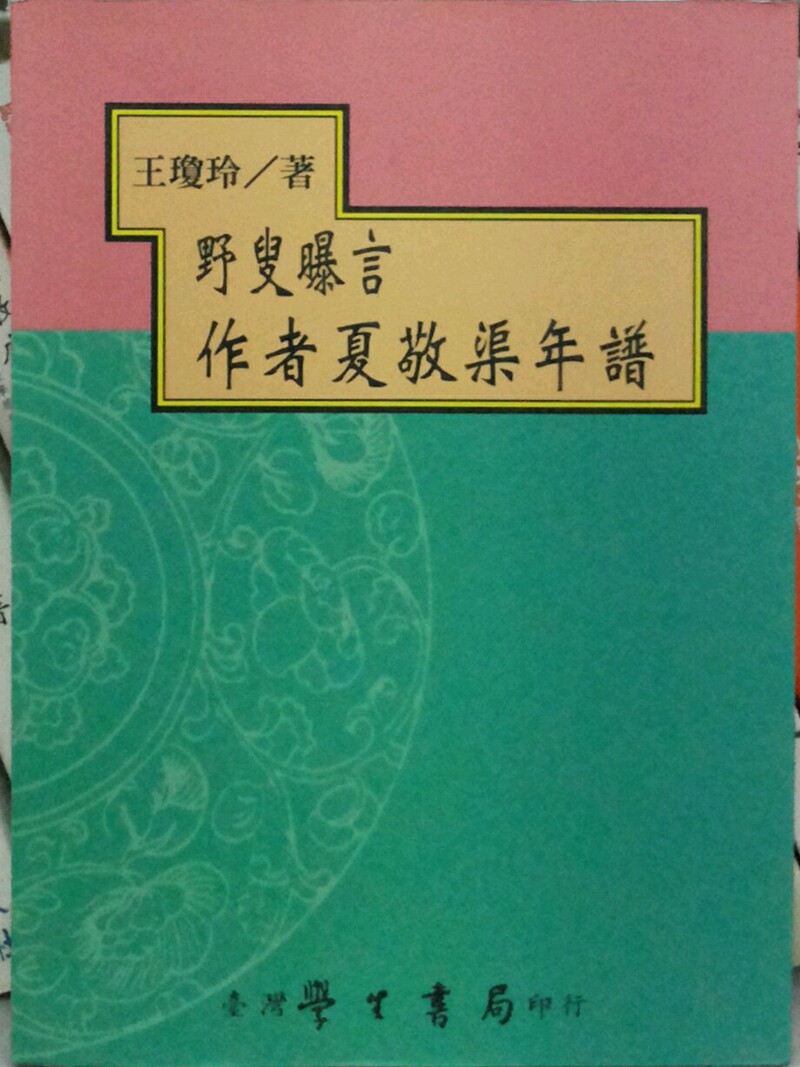 王瓊玲／著
野叟曝言
作者夏敬渠年譜
臺灣學生書局印行